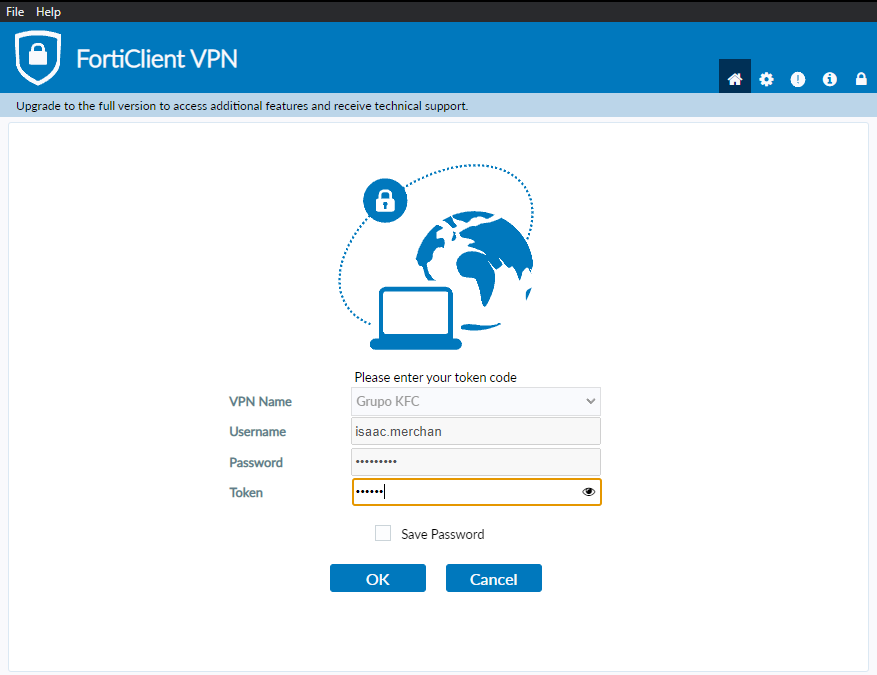 File Help
FortiClient VPN
Upgrade to the full version to access additional features and receive technical support.
Please enter your token code
VPN Name Grupo KFC
Username isaac.merchan
Password •••••••••
Token ••••••
Save Password
OK Cancel